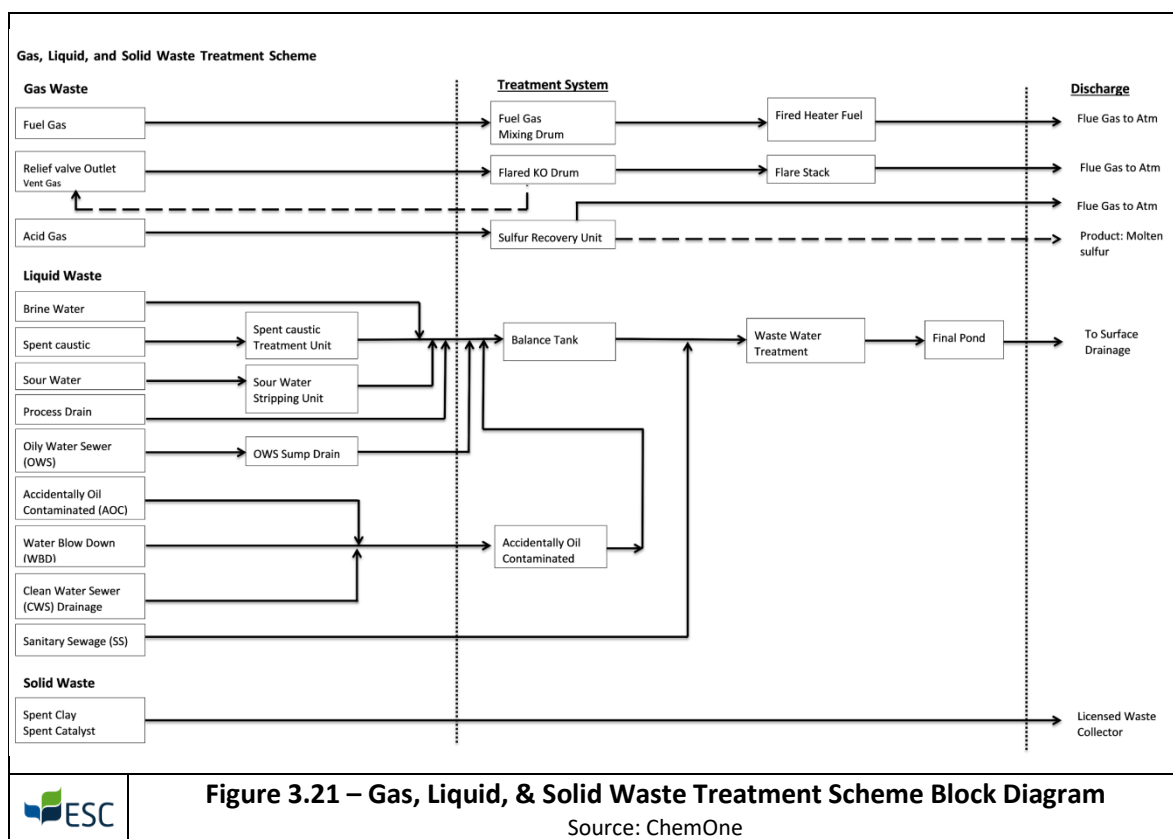 Gas, Liquid, and Solid Waste Treatment Scheme
Gas Waste
Treatment System
Discharge
Fuel Gas
Fuel Gas
Mixing Drum
Fired Heater Fuel
Flue Gas to Atm
Relief valve Outlet
Vent Gas
Flared KO Drum
Flare Stack
Flue Gas to Atm
Flue Gas to Atm
Acid Gas
Sulfur Recovery Unit
Product: Molten
sulfur
Liquid Waste
Brine Water
Spent caustic
Spent caustic
Treatment Unit
Balance Tank
Waste Water
Treatment
Final Pond
To Surface
Drainage
Sour Water
Sour Water
Stripping Unit
Process Drain
Oily Water Sewer
(OWS)
OWS Sump Drain
Accidentally Oil
Contaminated (AOC)
Water Blow Down
(WBD)
Accidentally Oil
Contaminated
Clean Water Sewer
(CWS) Drainage
Sanitary Sewage (SS)
Solid Waste
Spent Clay
Spent Catalyst
Licensed Waste
Collector
ESC
Figure 3.21 – Gas, Liquid, & Solid Waste Treatment Scheme Block Diagram
Source: ChemOne